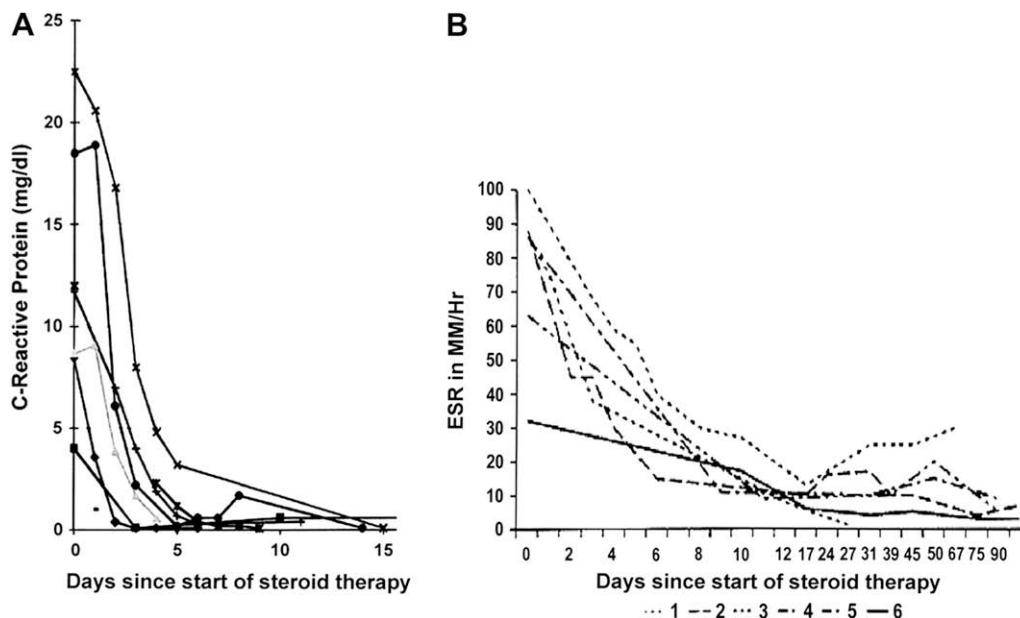 A
25
20
15
10
5
0
C-Reactive Protein (mg/dl)
0 5 10 15
Days since start of steroid therapy
B
100
90
80
70
60
50
40
30
20
10
0
ESR in MM/Hr
0 2 4 6 8 10 12 17 24 27 31 39 45 50 67 75 90
Days since start of steroid therapy
1 2 3 4 5 6